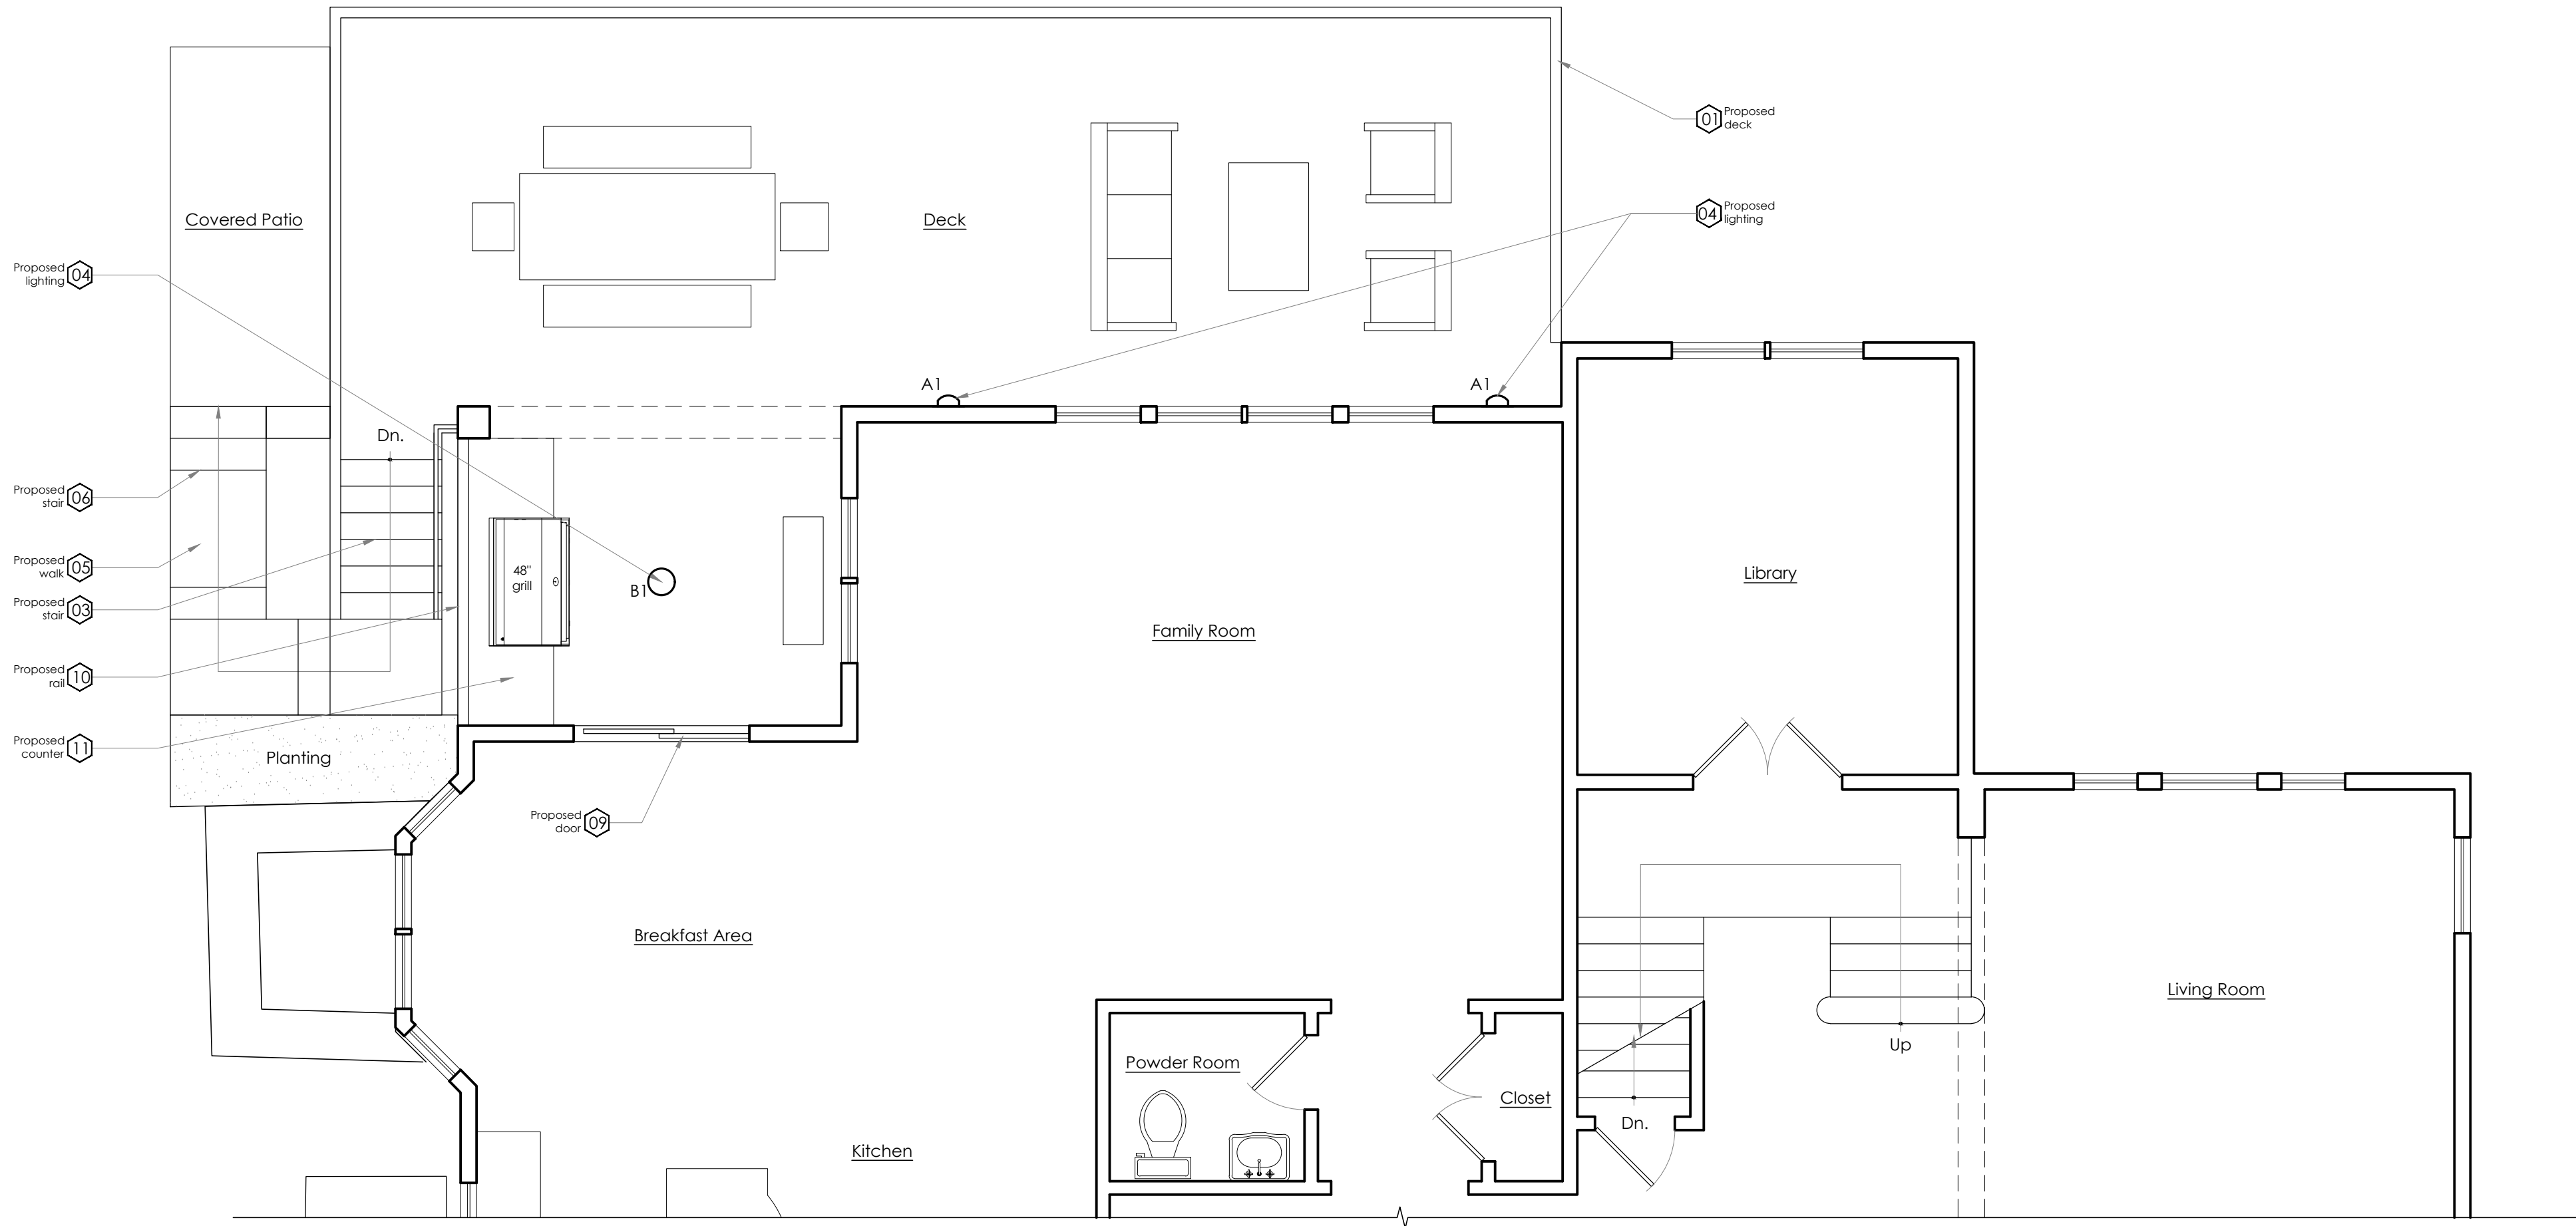 01 Proposed
deck
Covered Patio
Deck
04 Proposed
lighting
Proposed
lighting 04
A1
A1
Dn.
Proposed
stair 06
Proposed
walk 05
Proposed
stair 03
Proposed
rail 10
Proposed
counter 11
48"
grill
B1
Library
Family Room
Planting
Proposed
door 09
Breakfast Area
Living Room
Up
Powder Room
Closet
Dn.
Kitchen